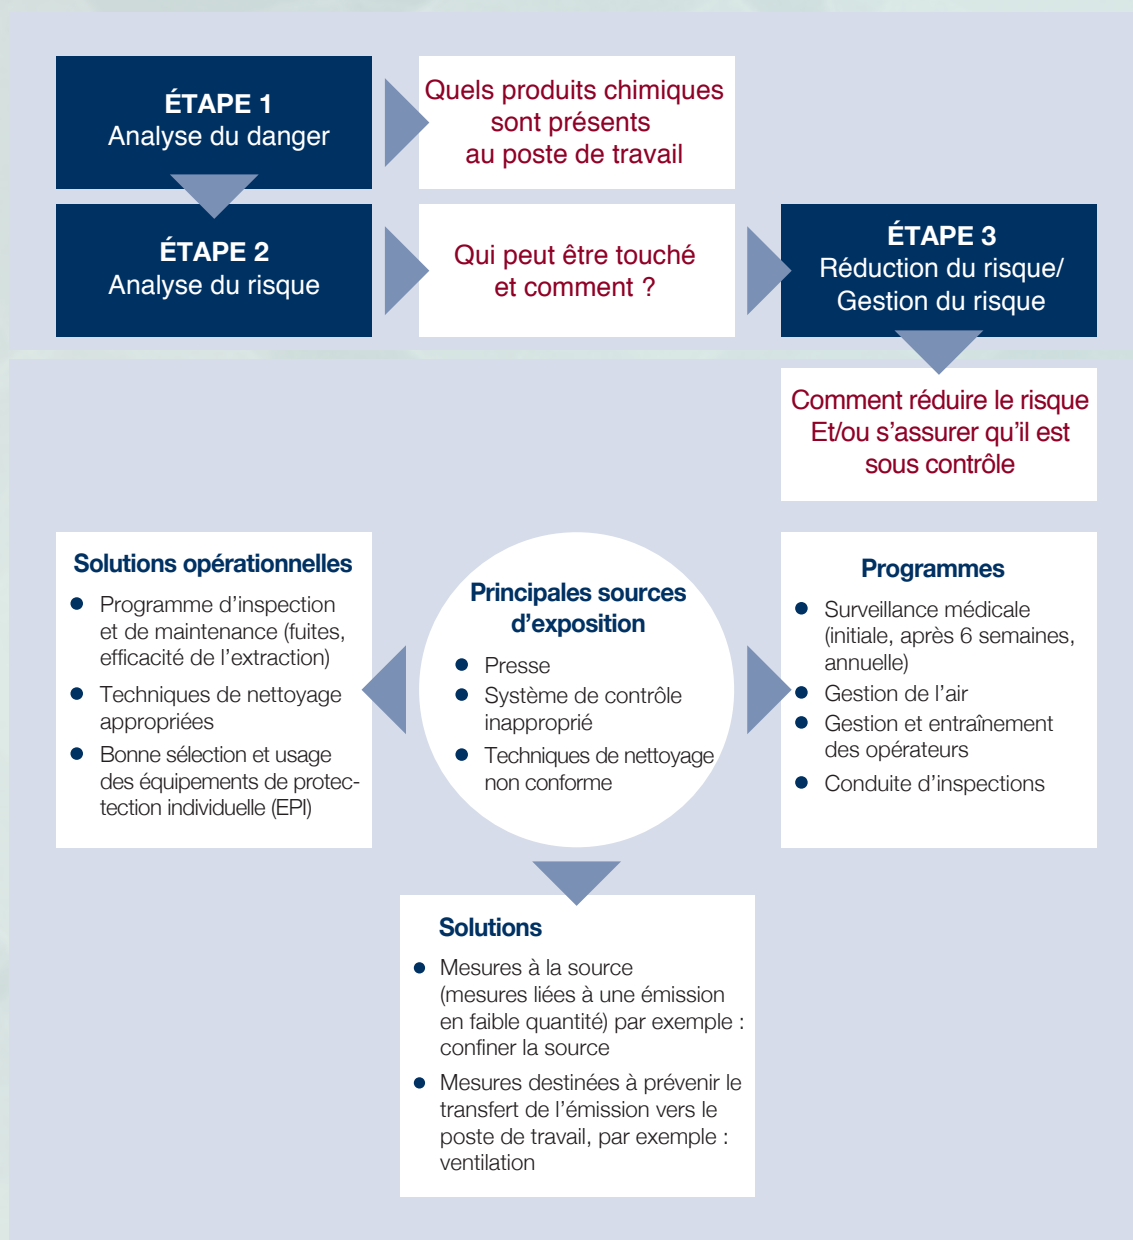 ÉTAPE 1
Analyse du danger
Quels produits chimiques
sont présents
au poste de travail
ÉTAPE 2
Analyse du risque
Qui peut être touché
et comment ?
ÉTAPE 3
Réduction du risque/
Gestion du risque
Comment réduire le risque
Et/ou s’assurer qu’il est
sous contrôle
Solutions opérationnelles
Programme d’inspection
et de maintenance (fuites,
efficacité de l’extraction)
Techniques de nettoyage
appropriées
Bonne sélection et usage
des équipements de protec-
tection individuelle (EPI)
Principales sources
d’exposition
Presse
Système de contrôle
inapproprié
Techniques de nettoyage
non conforme
Programmes
Surveillance médicale
(initiale, après 6 semaines,
annuelle)
Gestion de l’air
Gestion et entraînement
des opérateurs
Conduite d’inspections
Solutions
Mesures à la source
(mesures liées à une émission
en faible quantité) par exemple :
confiner la source
Mesures destinées à prévenir le
transfert de l’émission vers le
poste de travail, par exemple :
ventilation